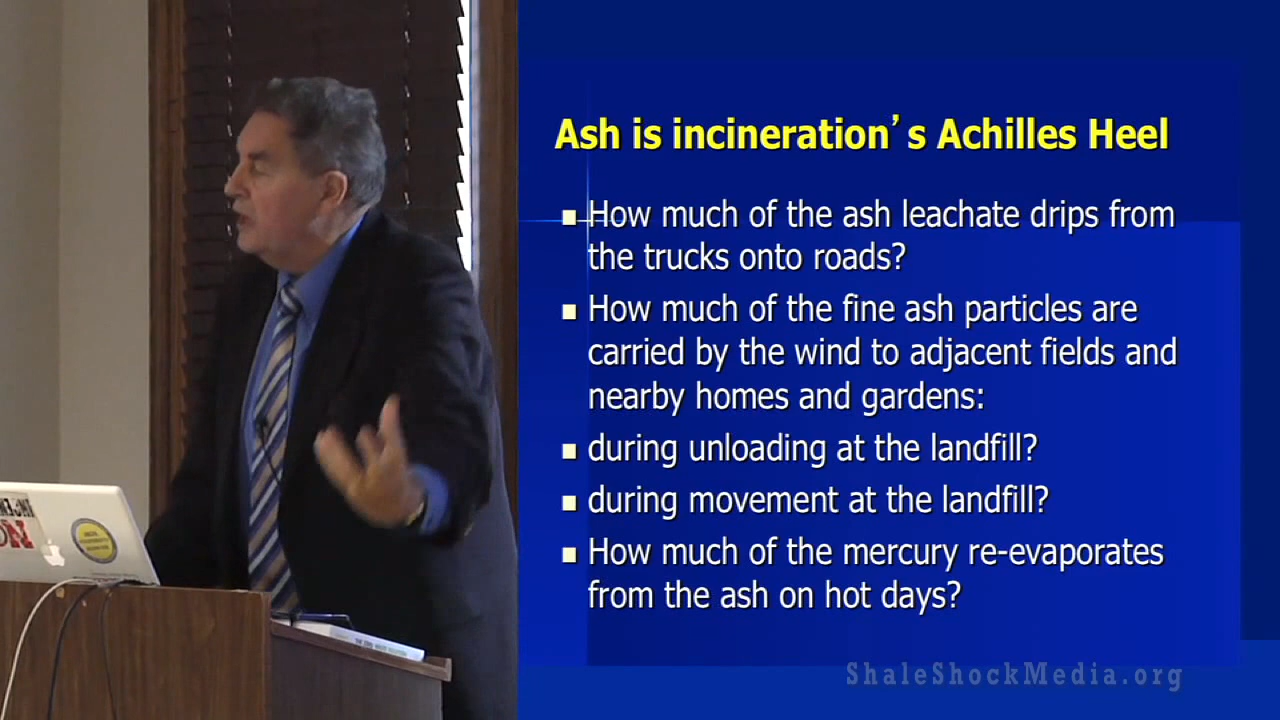 Ash is incineration’s Achilles Heel
How much of the ash leachate drips from
the trucks onto roads?
How much of the fine ash particles are
carried by the wind to adjacent fields and
nearby homes and gardens:
during unloading at the landfill?
during movement at the landfill?
How much of the mercury re-evaporates
from the ash on hot days?
ShaleShockMedia.org